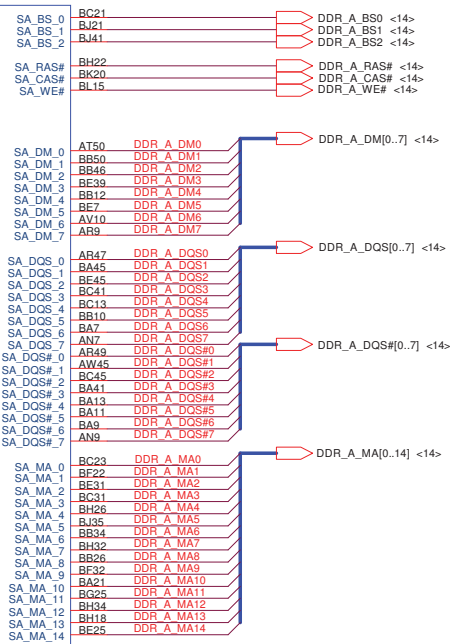 SA_BS_0 BC21 DDR_A_BS0 <14>
SA_BS_1 BJ21 DDR_A_BS1 <14>
SA_BS_2 BJ41 DDR_A_BS2 <14>
SA_RAS# BH22 DDR_A_RAS# <14>
SA_CAS# BK20 DDR_A_CAS# <14>
SA_WE# BL15 DDR_A_WE# <14>
DDR_A_DM[0..7] <14>
SA_DM_0 AT50 DDR_A_DM0
SA_DM_1 BB50 DDR_A_DM1
SA_DM_2 BB46 DDR_A_DM2
SA_DM_3 BE39 DDR_A_DM3
SA_DM_4 BB12 DDR_A_DM4
SA_DM_5 BE7 DDR_A_DM5
SA_DM_6 AV10 DDR_A_DM6
SA_DM_7 AR9 DDR_A_DM7
DDR_A_DQS[0..7] <14>
SA_DQS_0 AR47 DDR_A_DQS0
SA_DQS_1 BA45 DDR_A_DQS1
SA_DQS_2 BE45 DDR_A_DQS2
SA_DQS_3 BC41 DDR_A_DQS3
SA_DQS_4 BC13 DDR_A_DQS4
SA_DQS_5 BB10 DDR_A_DQS5
SA_DQS_6 BA7 DDR_A_DQS6
SA_DQS_7 AN7 DDR_A_DQS7
DDR_A_DQS#[0..7] <14>
SA_DQS#_0 AR49 DDR_A_DQS#0
SA_DQS#_1 AW45 DDR_A_DQS#1
SA_DQS#_2 BC45 DDR_A_DQS#2
SA_DQS#_3 BA41 DDR_A_DQS#3
SA_DQS#_4 BA13 DDR_A_DQS#4
SA_DQS#_5 BA11 DDR_A_DQS#5
SA_DQS#_6 BA9 DDR_A_DQS#6
SA_DQS#_7 AN9 DDR_A_DQS#7
DDR_A_MA[0..14] <14>
SA_MA_0 BC23 DDR_A_MA0
SA_MA_1 BF22 DDR_A_MA1
SA_MA_2 BE31 DDR_A_MA2
SA_MA_3 BC31 DDR_A_MA3
SA_MA_4 BH26 DDR_A_MA4
SA_MA_5 BJ35 DDR_A_MA5
SA_MA_6 BB34 DDR_A_MA6
SA_MA_7 BH32 DDR_A_MA7
SA_MA_8 BB26 DDR_A_MA8
SA_MA_9 BF32 DDR_A_MA9
SA_MA_10 BA21 DDR_A_MA10
SA_MA_11 BG25 DDR_A_MA11
SA_MA_12 BH34 DDR_A_MA12
SA_MA_13 BH18 DDR_A_MA13
SA_MA_14 BE25 DDR_A_MA14